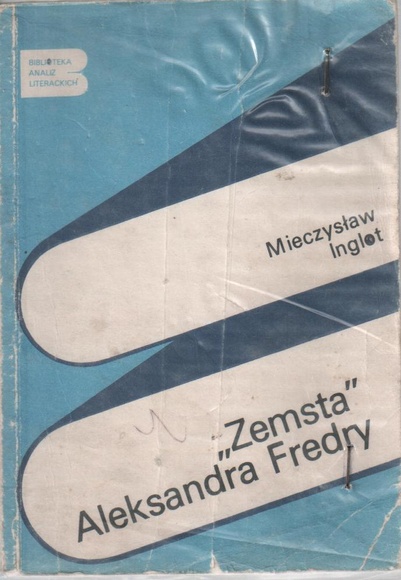 BIBLIOTEKA
ANALIZ
LITERACKICH
Mieczysław
Inglot
„Zemsta”
Aleksandra Fredry